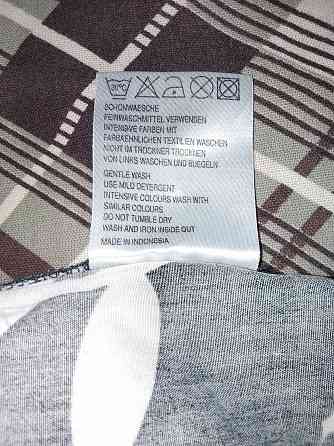 30°C
SCHONWAESCHE
FEINWASCHMITTEL VERWENDEN
INTENSIVE FARBEN MIT
FARBAEHNLICHEN TEXTILEN WASCHEN
NICHT IM TROCKNER TROCKNEN
VON LINKS WASCHEN UND BUEGELN
GENTLE WASH
USE MILD DETERGENT
INTENSIVE COLOURS WASH WITH
SIMILAR COLOURS
DO NOT TUMBLE DRY
WASH AND IRON INSIDE OUT
MADE IN INDONESIA